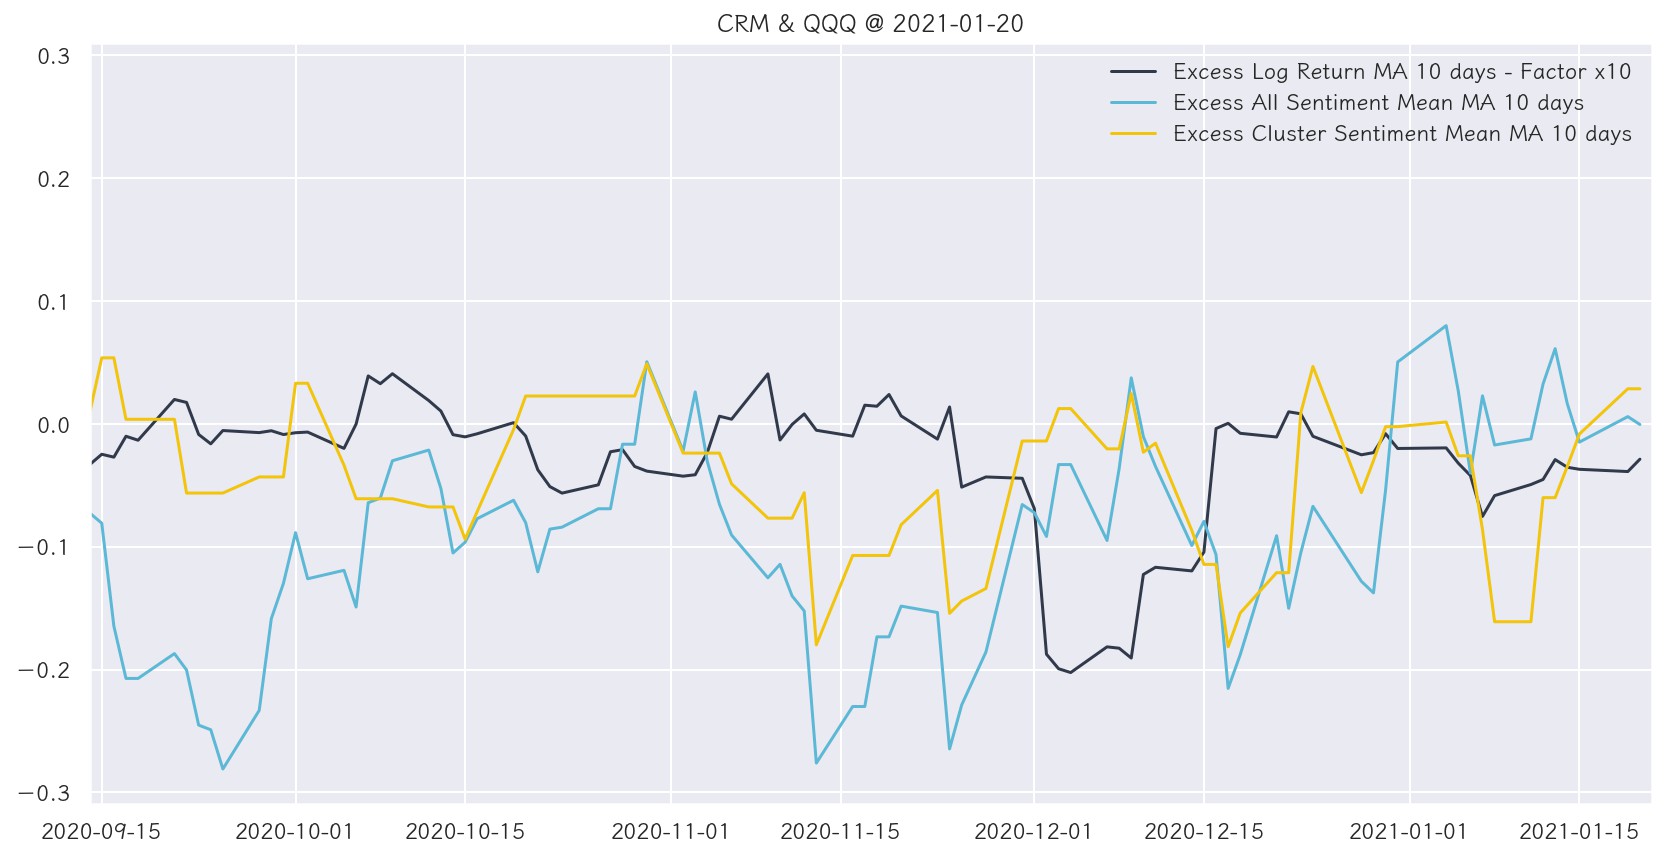 CRM & QQQ @ 2021-01-20
0.3
0.2
0.1
0.0
−0.1
−0.2
−0.3
Excess Log Return MA 10 days - Factor x10
Excess All Sentiment Mean MA 10 days
Excess Cluster Sentiment Mean MA 10 days
2020-09-15 2020-10-01 2020-10-15 2020-11-01 2020-11-15 2020-12-01 2020-12-15 2021-01-01 2021-01-15